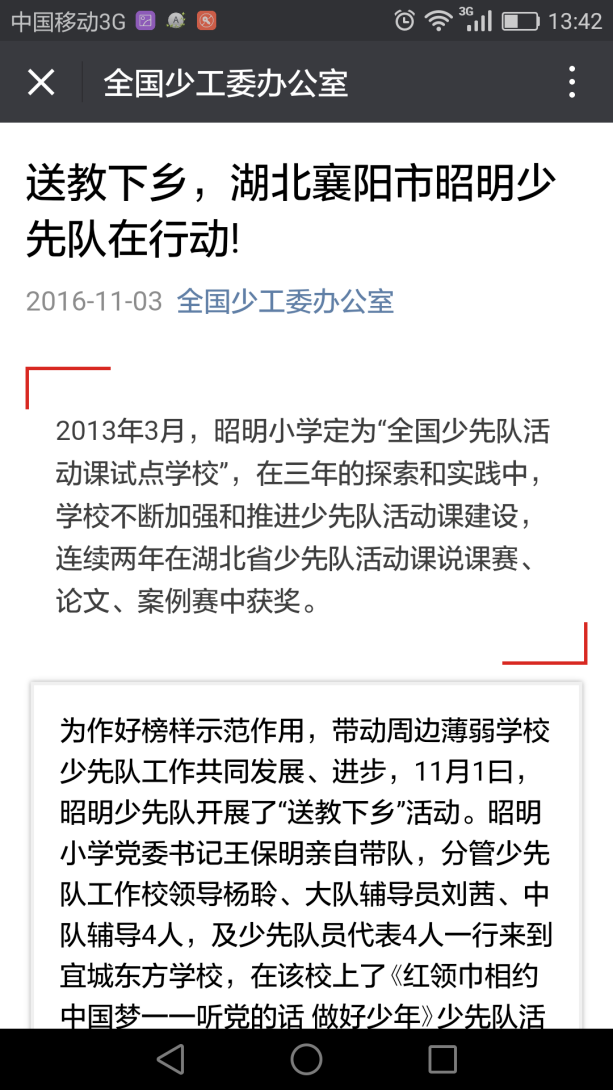 中国移动3G
3G
13:42
全国少工委办公室
送教下乡，湖北襄阳市昭明少
先队在行动!
2016-11-03 全国少工委办公室
2013年3月，昭明小学定为“全国少先队活
动课试点学校”，在三年的探索和实践中，
学校不断加强和推进少先队活动课建设，
连续两年在湖北省少先队活动课说课赛、
论文、案例赛中获奖。
为作好榜样示范作用，带动周边薄弱学校
少先队工作共同发展、进步，11月1日，
昭明少先队开展了“送教下乡”活动。昭明
小学党委书记王保明亲自带队，分管少先
队工作校领导杨聆、大队辅导员刘茜、中
队辅导4人，及少先队员代表4人一行来到
宜城东方学校，在该校上了《红领巾相约
中国梦一一听党的话 做好少年》少先队活